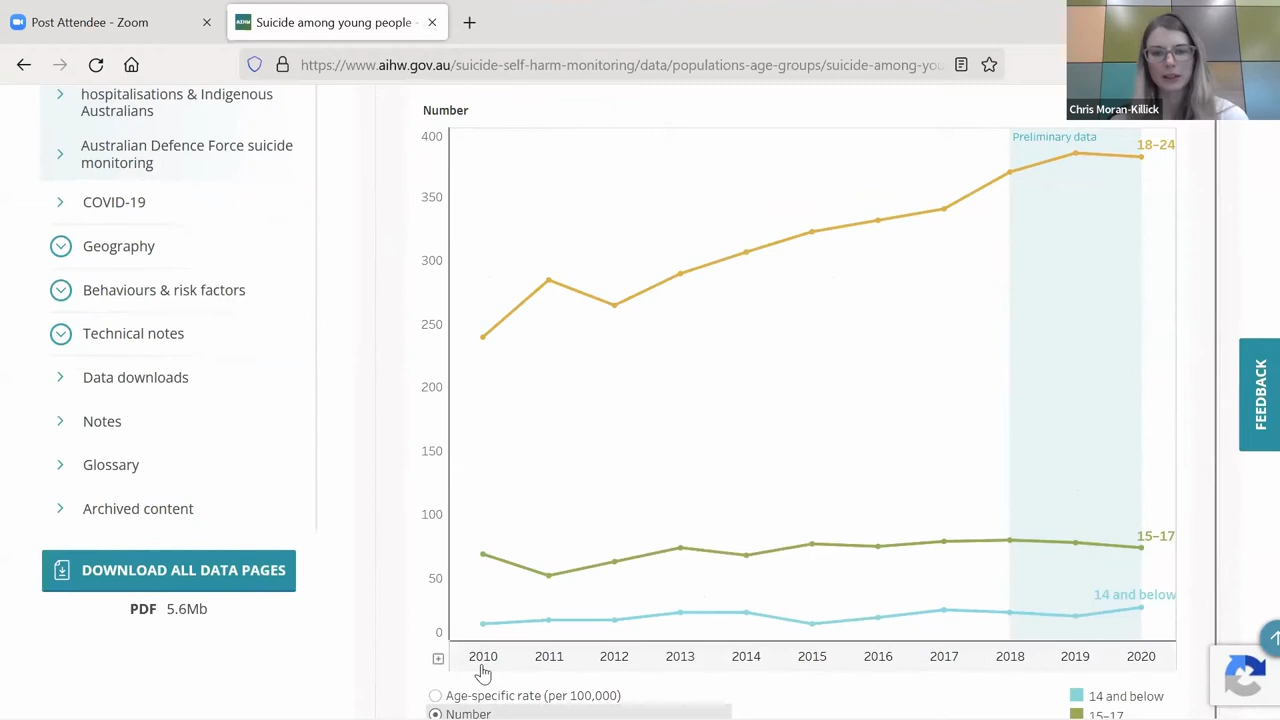 Post Attendee - Zoom
AIHW
Suicide among young people -
https://www.aihw.gov.au/suicide-self-harm-monitoring/data/populations-age-groups/suicide-among-you
Chris Moran-Killick
hospitalisations & Indigenous
Australians
Australian Defence Force suicide
monitoring
COVID-19
Geography
Behaviours & risk factors
Technical notes
Data downloads
Notes
Glossary
Archived content
DOWNLOAD ALL DATA PAGES
PDF 5.6Mb
Number
400
350
300
250
200
150
100
50
0
Preliminary data
18–24
15–17
14 and below
2010 2011 2012 2013 2014 2015 2016 2017 2018 2019 2020
Age-specific rate (per 100,000)
Number
14 and below
15–17
FEEDBACK